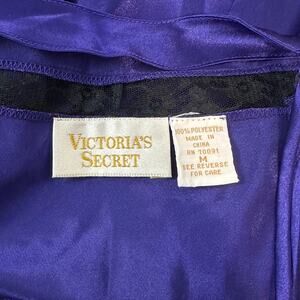 VICTORIA'S
SECRET
100% POLYESTER
MADE IN
CHINA
RN 70091
M
SEE REVERSE
FOR CARE